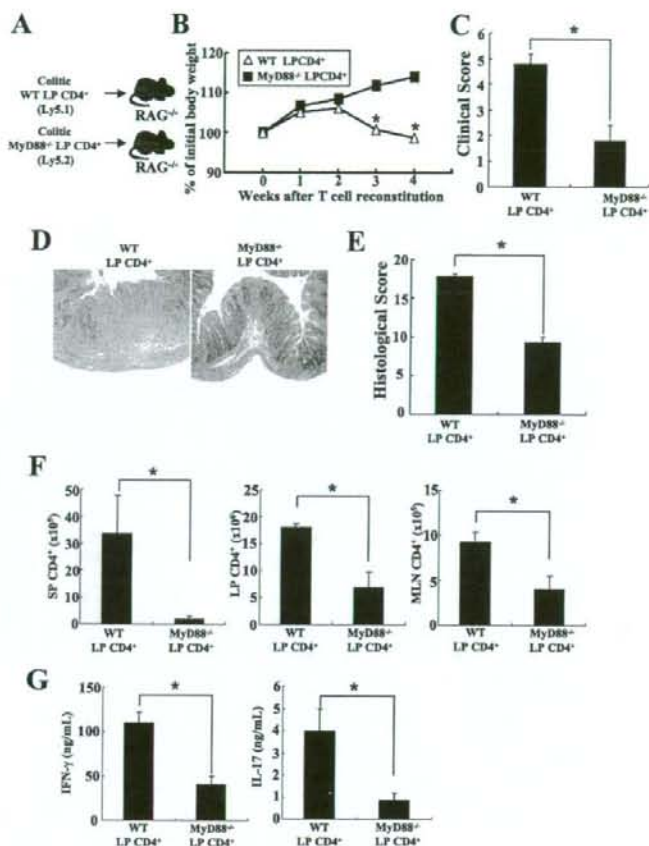 A
Colitic
WT LP CD4⁺
(Ly5.1)
RAG⁻/⁻
Colitic
MyD88⁻/⁻ LP CD4⁺
(Ly5.2)
RAG⁻/⁻
B
% of initial body weight
120
110
100
90
WT LPCD4⁺
MyD88⁻/⁻ LPCD4⁺
* *
0 1 2 3 4
Weeks after T cell reconstitution
C
Clinical Score
6
5
4
3
2
1
0
*
WT
LP CD4⁺
MyD88⁻/⁻
LP CD4⁺
D
WT
LP CD4⁺
MyD88⁻/⁻
LP CD4⁺
E
Histological Score
20
15
10
5
0
*
WT
LP CD4⁺
MyD88⁻/⁻
LP CD4⁺
F
SP CD4⁺ (x10⁶)
50
40
30
20
10
0
*
WT
LP CD4⁺
MyD88⁻/⁻
LP CD4⁺
LP CD4⁺ (x10⁶)
25
20
15
10
5
0
*
WT
LP CD4⁺
MyD88⁻/⁻
LP CD4⁺
MLN CD4⁺ (x10⁶)
15
10
5
0
*
WT
LP CD4⁺
MyD88⁻/⁻
LP CD4⁺
G
IFN-γ (ng/mL)
150
100
50
0
*
WT
LP CD4⁺
MyD88⁻/⁻
LP CD4⁺
IL-17 (ng/mL)
6
5
4
3
2
1
0
*
WT
LP CD4⁺
MyD88⁻/⁻
LP CD4⁺